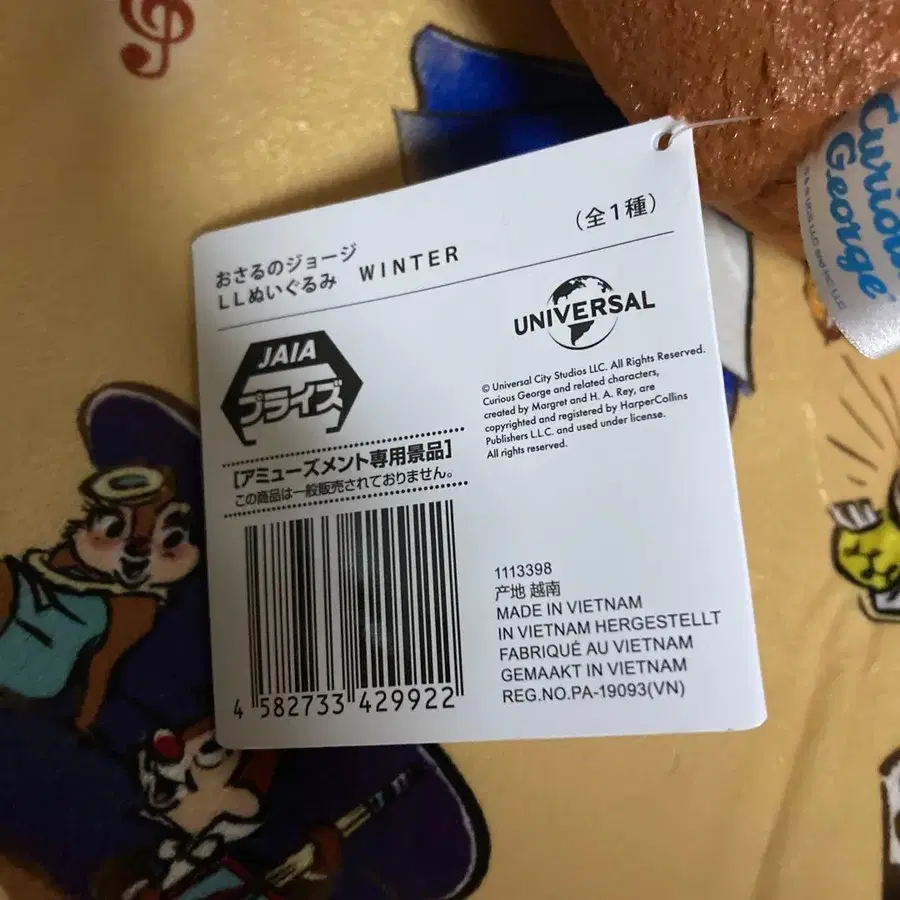 (全1種)
おさるのジョージ
LLぬいぐるみ WINTER
JAIA
プライズ
[アミューズメント専用景品]
この商品は一般販売されておりません。
4 582733 429922
UNIVERSAL
© Universal City Studios LLC. All Rights Reserved.
Curious George and related characters,
created by Margret and H. A. Rey, are
copyrighted and registered by HarperCollins
Publishers L.L.C. and used under license.
All rights reserved.
1113398
产地 越南
MADE IN VIETNAM
IN VIETNAM HERGESTELLT
FABRIQUÉ AU VIETNAM
GEMAAKT IN VIETNAM
REG.NO.PA-19093(VN)
Curious
George